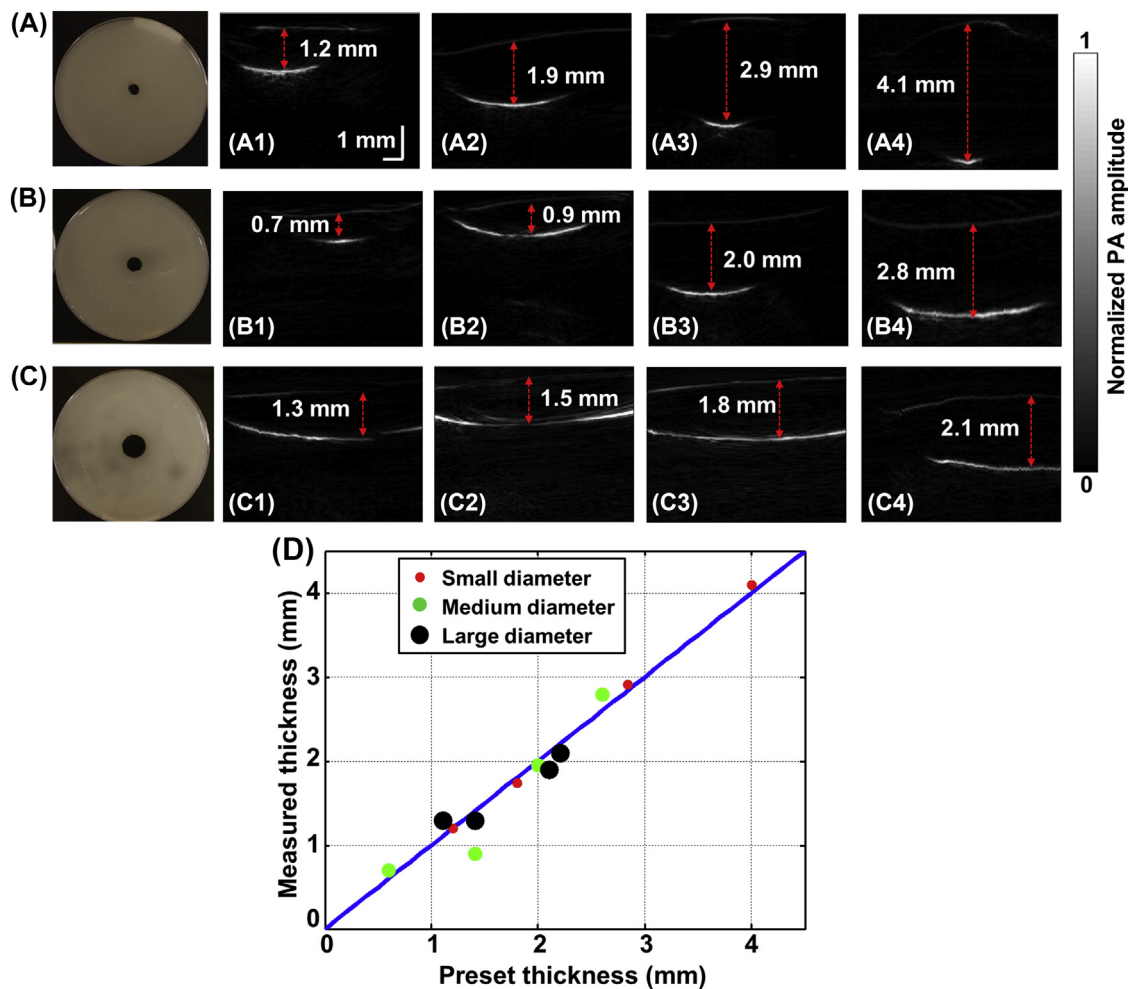 (A)
1.2 mm
1 mm
(A1)
1.9 mm
(A2)
2.9 mm
(A3)
4.1 mm
(A4)
(B)
0.7 mm
(B1)
0.9 mm
(B2)
2.0 mm
(B3)
2.8 mm
(B4)
(C)
1.3 mm
(C1)
1.5 mm
(C2)
1.8 mm
(C3)
2.1 mm
(C4)
1
Normalized PA amplitude
0
(D)
Small diameter
Medium diameter
Large diameter
Measured thickness (mm)
4
3
2
1
0
0 1 2 3 4
Preset thickness (mm)